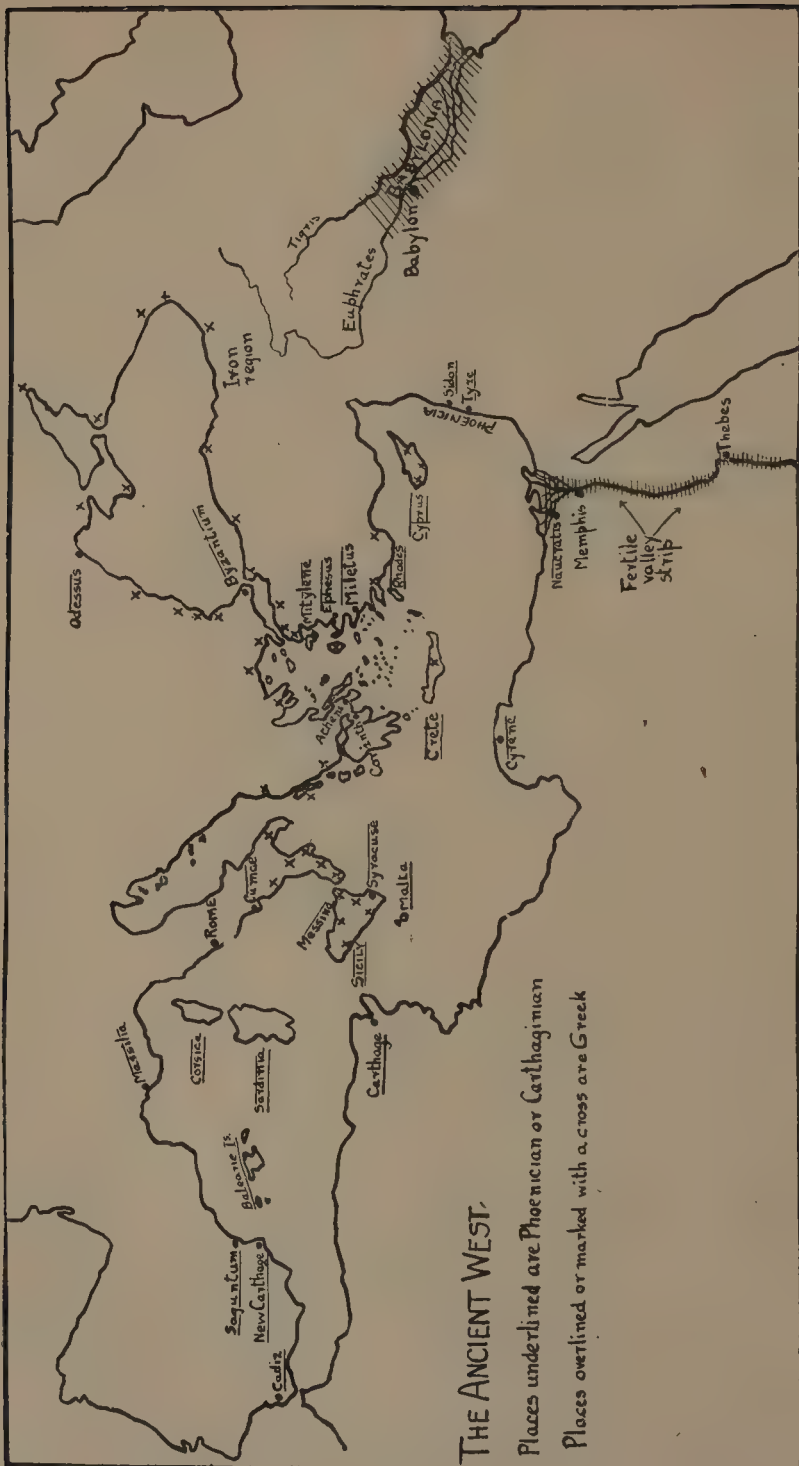 THE ANCIENT WEST.
Places underlined are Phoenician or Carthaginian
Places overlined or marked with a cross are Greek
Cadiz
Saguntum
New Carthage
Balearic Is.
Massilia
Corsica
Sardinia
Carthage
ROME
Cumae
Messina
SICILY
Syracuse
Malta
Corinth
Athens
Crete
Cyrene
Odessus
Byzantium
Mitylene
Ephesus
Miletus
Rhodes
Cyprus
Iron
region
PHOENICIA
Sidon
Tyre
Naucratis
Memphis
Fertile
valley
strip
Thebes
Tigris
Euphrates
BABYLONIA
Babylon